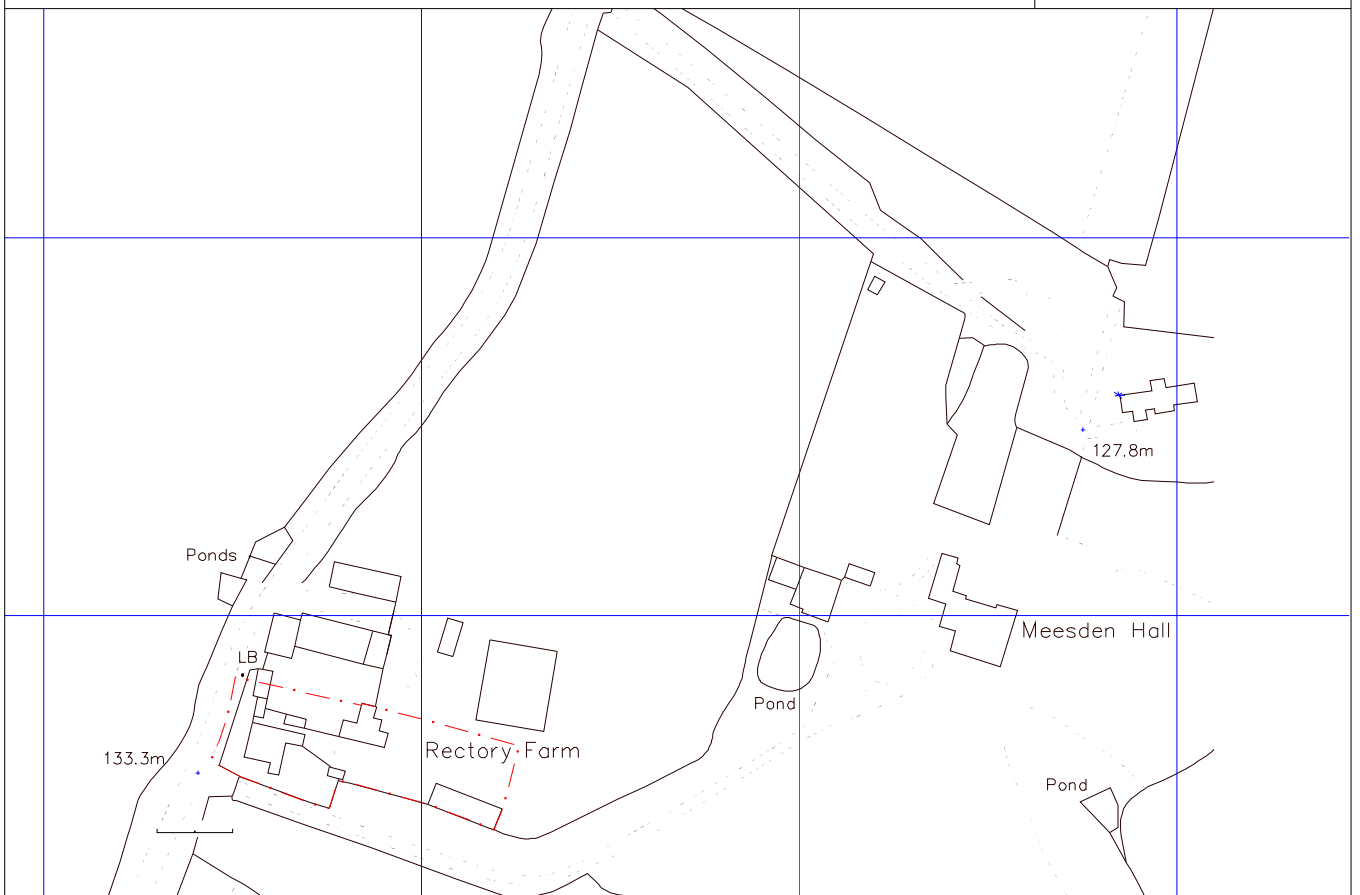 127.8m
Ponds
Meesden Hall
LB
Pond
Rectory Farm
133.3m
Pond